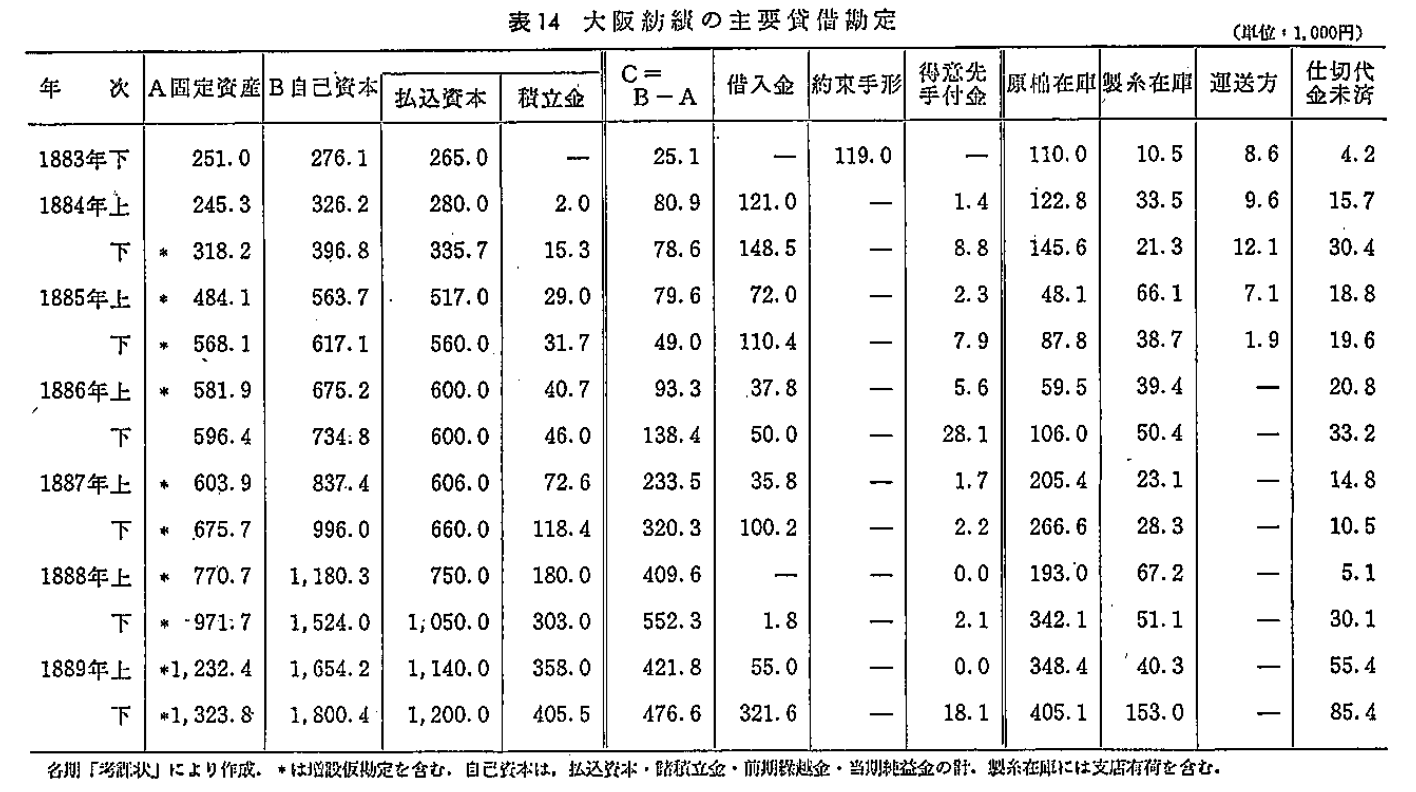 表14 大阪紡績の主要貸借勘定
(単位:1,000円)
年 次 A固定資産 B自己資本 払込資本 積立金 C=B-A 借入金 約束手形 得意先手付金 原棉在庫 製糸在庫 運送方 仕切代金未済
1883年下 251.0 276.1 265.0 — 25.1 — 119.0 — 110.0 10.5 8.6 4.2
1884年上 245.3 326.2 280.0 2.0 80.9 121.0 — 1.4 122.8 33.5 9.6 15.7
下 * 318.2 396.8 335.7 15.3 78.6 148.5 — 8.8 145.6 21.3 12.1 30.4
1885年上 * 484.1 563.7 517.0 29.0 79.6 72.0 — 2.3 48.1 66.1 7.1 18.8
下 * 568.1 617.1 560.0 31.7 49.0 110.4 — 7.9 87.8 38.7 1.9 19.6
1886年上 * 581.9 675.2 600.0 40.7 93.3 37.8 — 5.6 59.5 39.4 — 20.8
下 596.4 734.8 600.0 46.0 138.4 50.0 — 28.1 106.0 50.4 — 33.2
1887年上 * 603.9 837.4 606.0 72.6 233.5 35.8 — 1.7 205.4 23.1 — 14.8
下 * 675.7 996.0 660.0 118.4 320.3 100.2 — 2.2 266.6 28.3 — 10.5
1888年上 * 770.7 1,180.3 750.0 180.0 409.6 — — 0.0 193.0 67.2 — 5.1
下 * 971.7 1,524.0 1,050.0 303.0 552.3 1.8 — 2.1 342.1 51.1 — 30.1
1889年上 *1,232.4 1,654.2 1,140.0 358.0 421.8 55.0 — 0.0 348.4 40.3 — 55.4
下 *1,323.8 1,800.4 1,200.0 405.5 476.6 321.6 — 18.1 405.1 153.0 — 85.4
各期「考課状」により作成.*は増設仮勘定を含む.自己資本は,払込資本・諸積立金・前期繰越金・当期純益金の計.製糸在庫には支店有荷を含む.